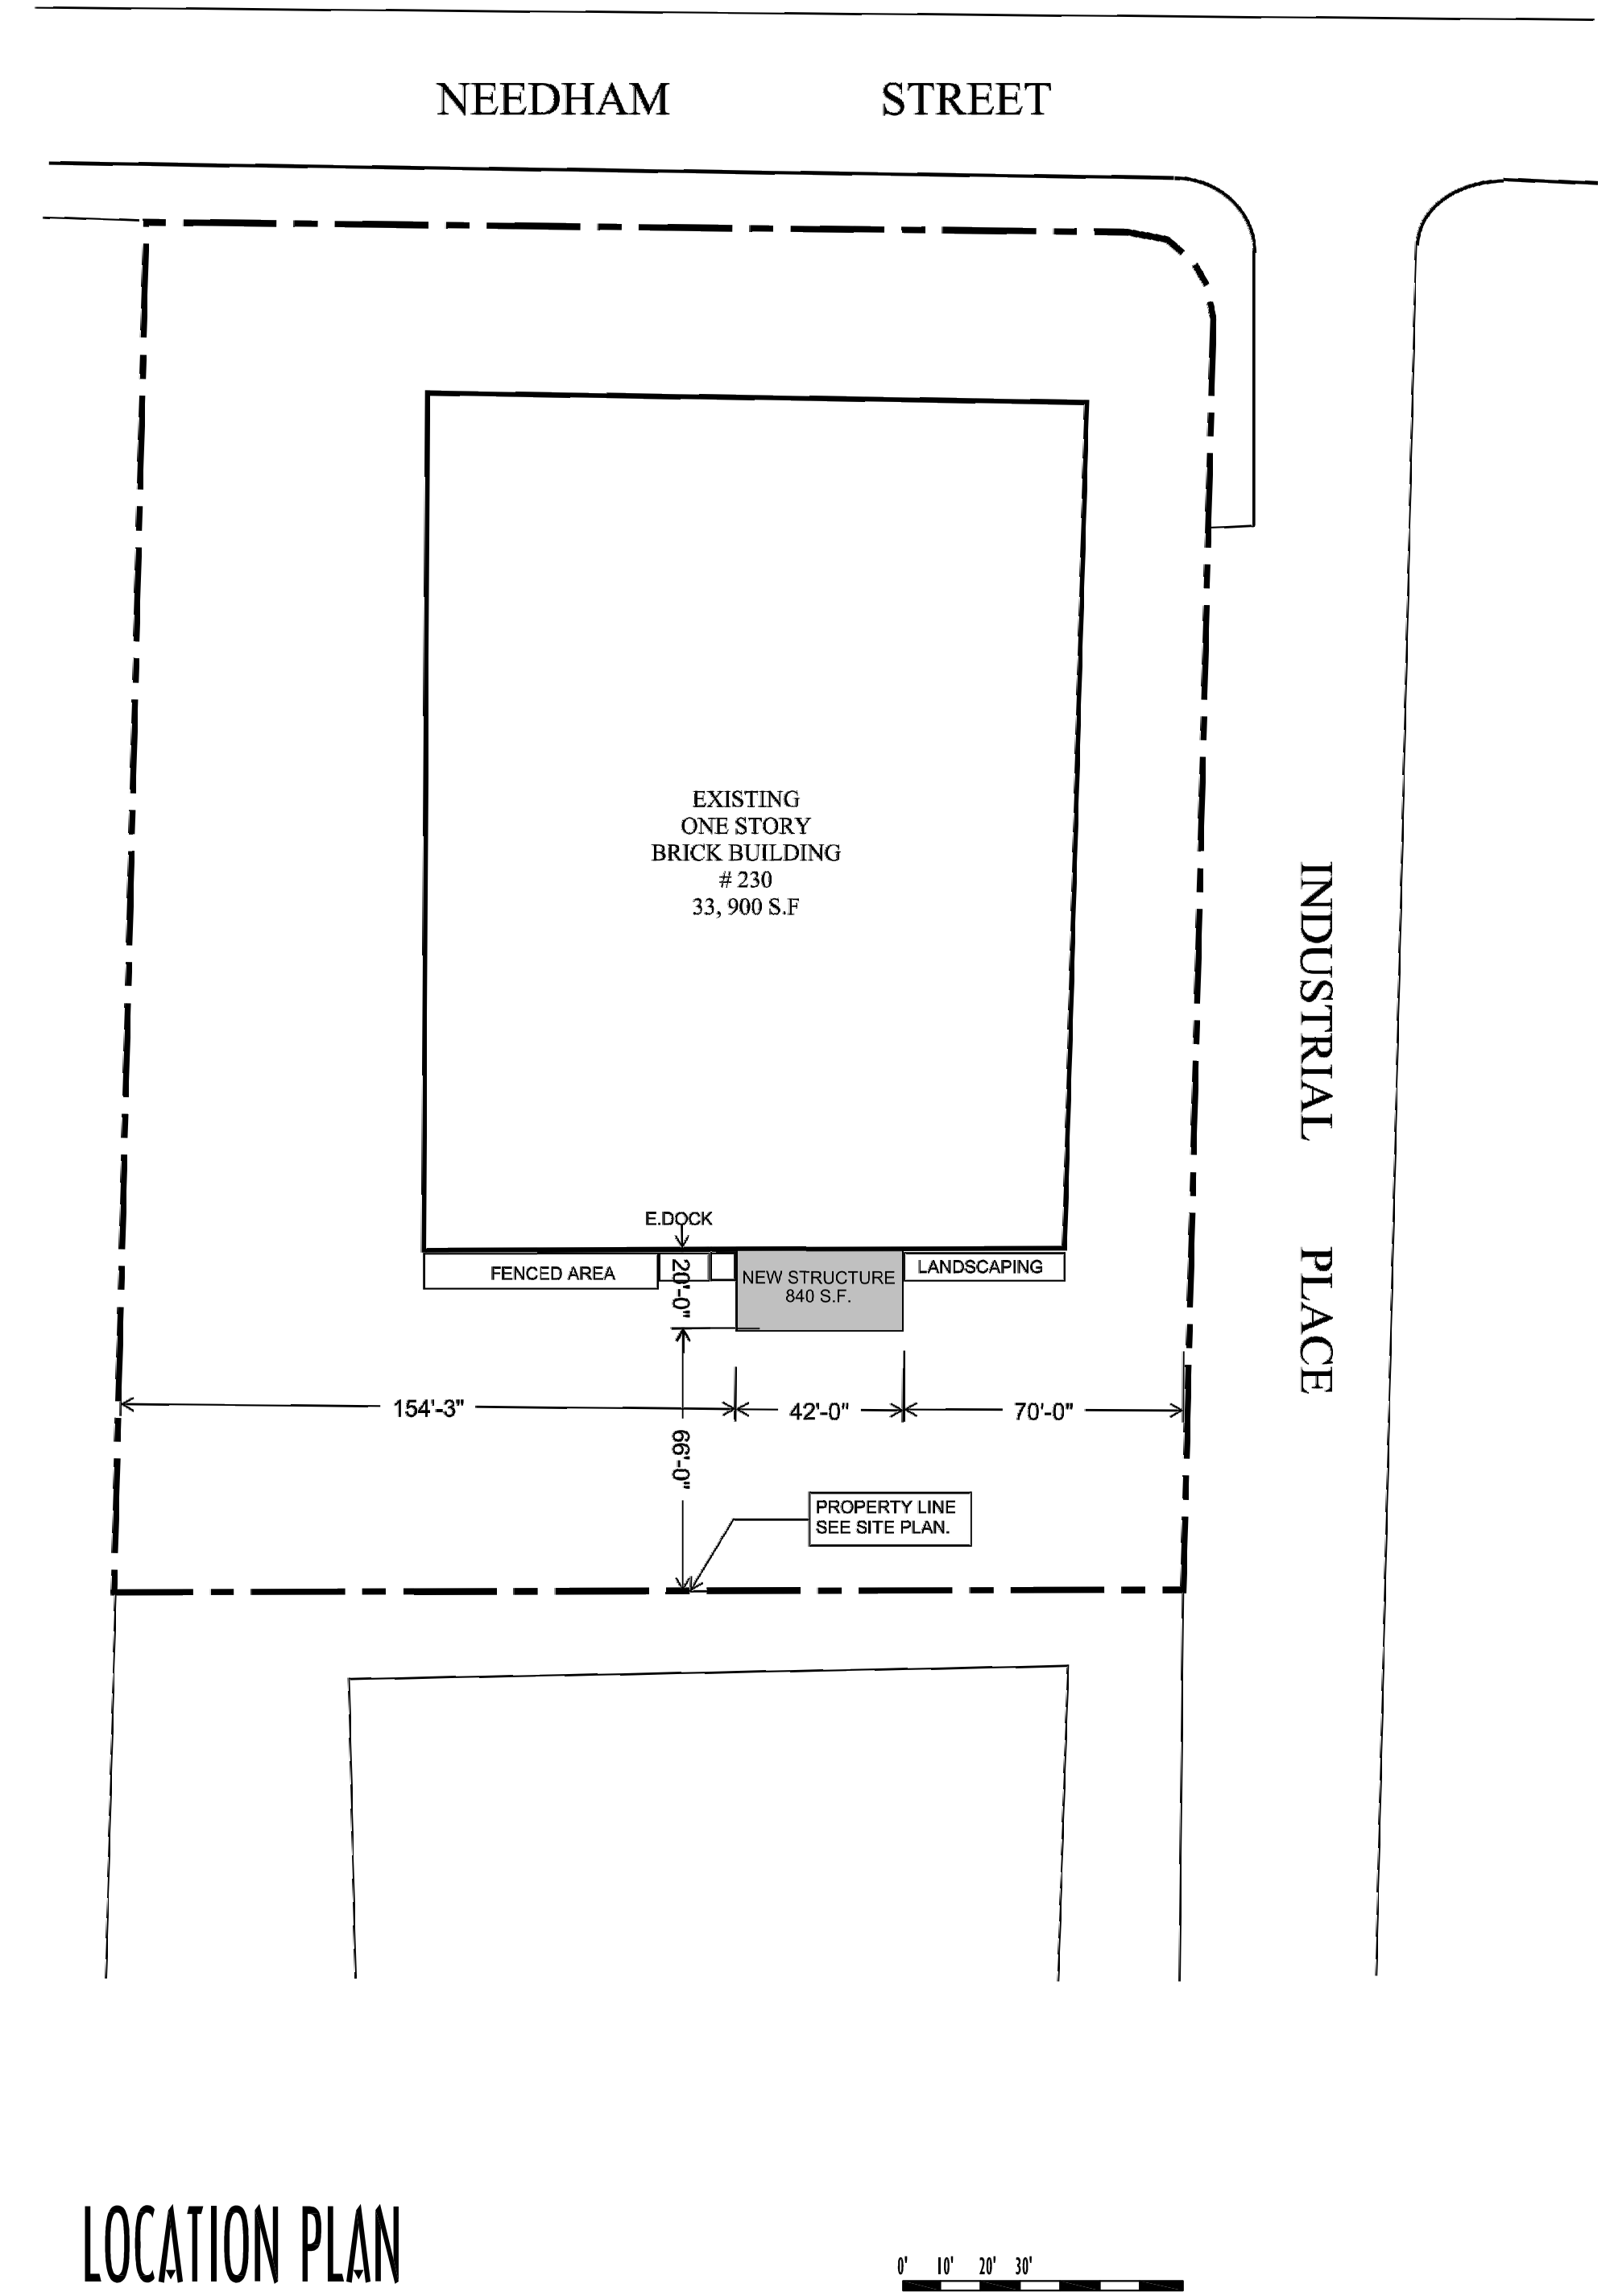 NEEDHAM STREET
EXISTING
ONE STORY
BRICK BUILDING
# 230
33, 900 S.F
INDUSTRIAL PLACE
E.DOCK
20'-0"
FENCED AREA
NEW STRUCTURE
840 S.F.
LANDSCAPING
154'-3"
42'-0"
70'-0"
66'-0"
PROPERTY LINE
SEE SITE PLAN.
LOCATION PLAN
0' 10' 20' 30'